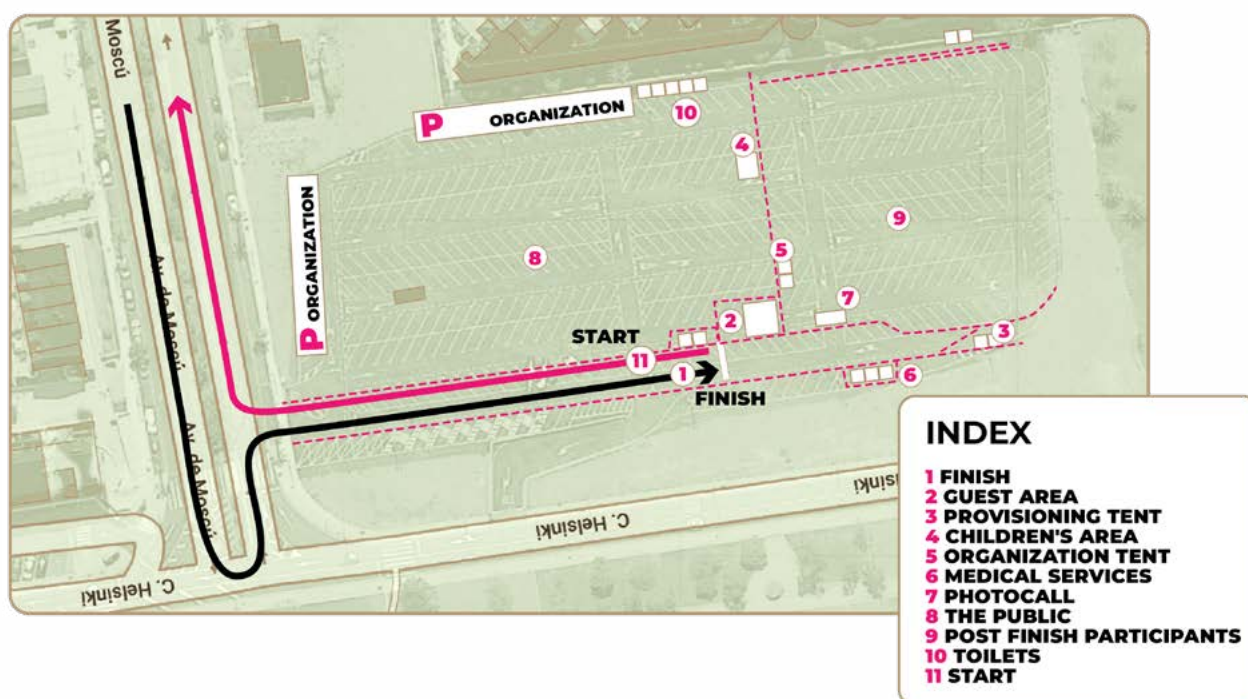 Moscú
P ORGANIZATION
10
4
P ORGANIZATION
9
8
5
Av. de Moscú
7
2
START
11
3
1
6
FINISH
Av. de Moscú
C. Helsinki
C. Helsinki
INDEX
1 FINISH
2 GUEST AREA
3 PROVISIONING TENT
4 CHILDREN'S AREA
5 ORGANIZATION TENT
6 MEDICAL SERVICES
7 PHOTOCALL
8 THE PUBLIC
9 POST FINISH PARTICIPANTS
10 TOILETS
11 START